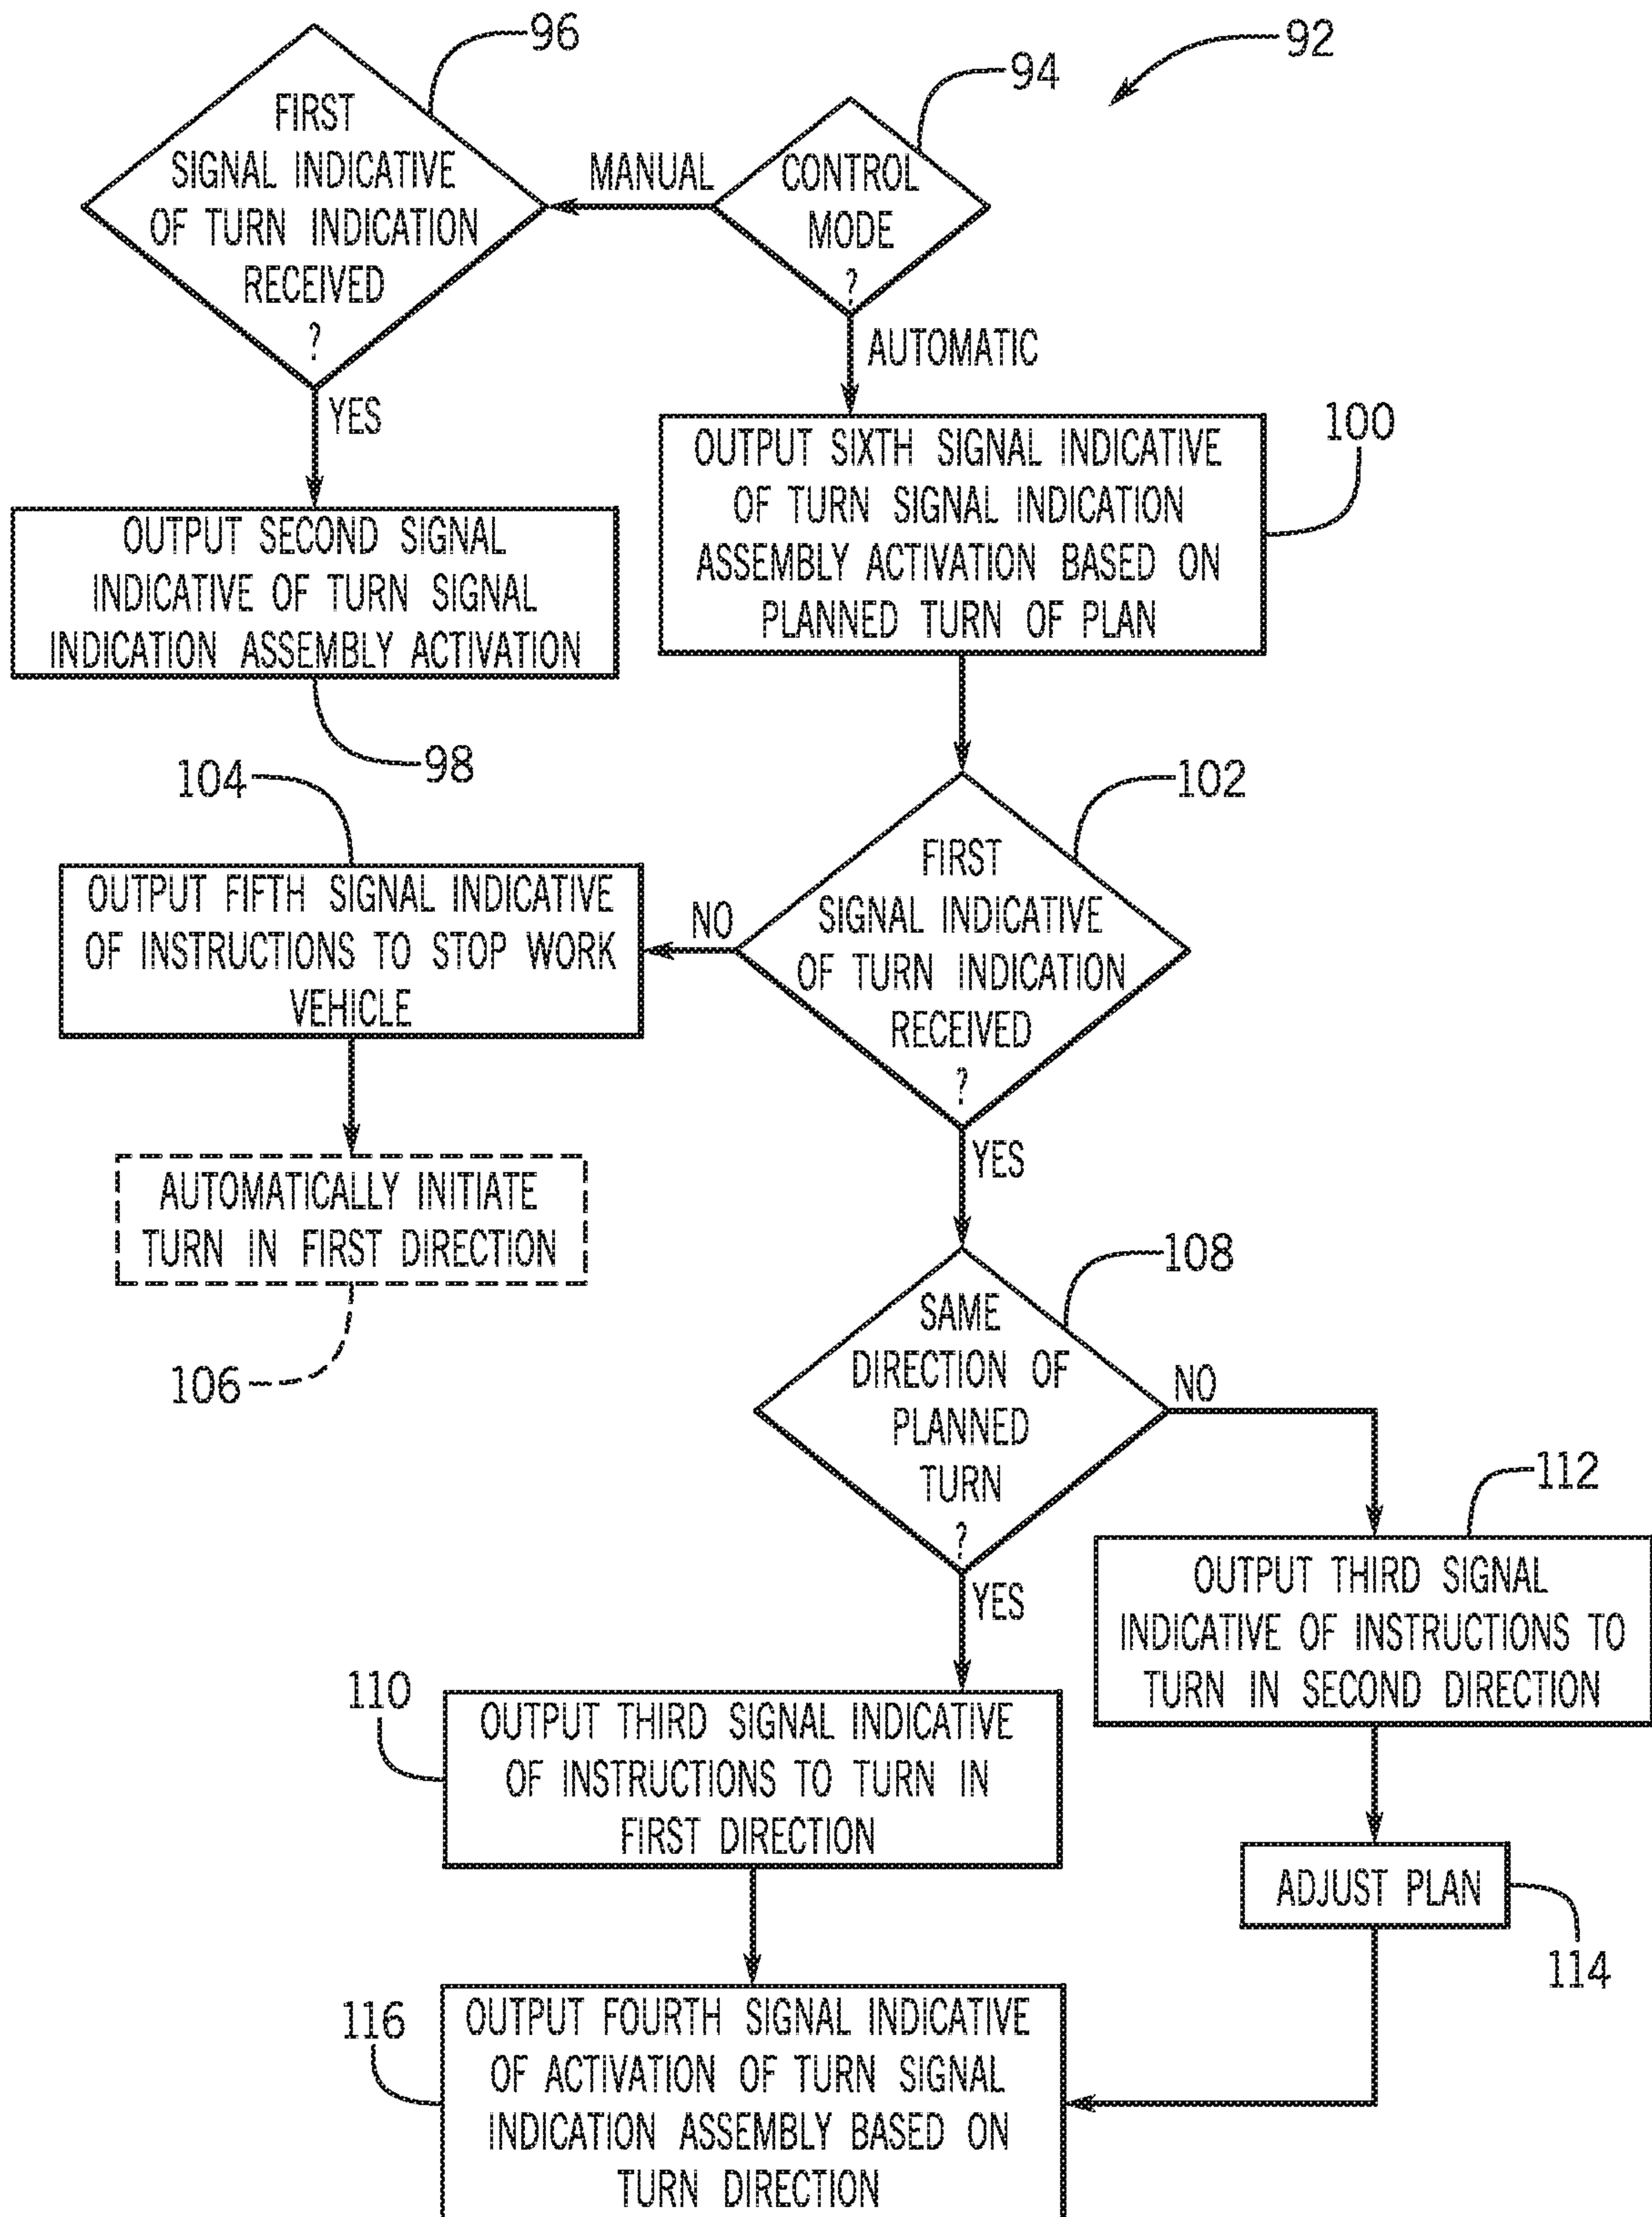 96
92
94
FIRST
SIGNAL INDICATIVE
OF TURN INDICATION
RECEIVED
?
MANUAL
CONTROL
MODE
?
YES
AUTOMATIC
OUTPUT SECOND SIGNAL
INDICATIVE OF TURN SIGNAL
INDICATION ASSEMBLY ACTIVATION
98
OUTPUT SIXTH SIGNAL INDICATIVE
OF TURN SIGNAL INDICATION
ASSEMBLY ACTIVATION BASED ON
PLANNED TURN OF PLAN
100
104
102
OUTPUT FIFTH SIGNAL INDICATIVE
OF INSTRUCTIONS TO STOP WORK
VEHICLE
NO
FIRST
SIGNAL INDICATIVE
OF TURN INDICATION
RECEIVED
?
YES
AUTOMATICALLY INITIATE
TURN IN FIRST DIRECTION
106
108
SAME
DIRECTION OF
PLANNED
TURN
?
NO
YES
112
OUTPUT THIRD SIGNAL
INDICATIVE OF INSTRUCTIONS TO
TURN IN SECOND DIRECTION
110
OUTPUT THIRD SIGNAL INDICATIVE
OF INSTRUCTIONS TO TURN IN
FIRST DIRECTION
ADJUST PLAN
114
116
OUTPUT FOURTH SIGNAL INDICATIVE
OF ACTIVATION OF TURN SIGNAL
INDICATION ASSEMBLY BASED ON
TURN DIRECTION